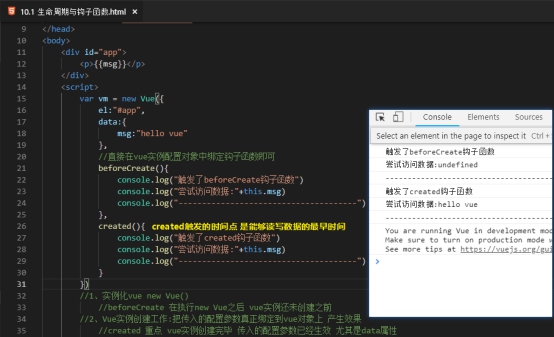 10.1 生命周期与钩子函数.html
9 </head>
10 <body>
11 <div id="app">
12 <p>{{msg}}</p>
13 </div>
14 <script>
15 var vm = new Vue({
16 el:"#app",
17 data:{
18 msg:"hello vue"
19 },
20 //直接在vue实例配置对象中绑定钩子函数即可
21 beforeCreate(){
22 console.log("触发了beforeCreate钩子函数")
23 console.log("尝试访问数据:"+this.msg)
24 console.log("---------------------------------")
25 },
26 created(){ created触发的时间点 是能够读写数据的最早时间
27 console.log("触发了created钩子函数")
28 console.log("尝试访问数据:"+this.msg)
29 console.log("---------------------------------")
30 }
31 })
32 //1、实例化vue new Vue()
33 //beforeCreate 在执行new Vue之后 vue实例还未创建之前
34 //2、Vue实例创建工作:把传入的配置参数真正绑定到vue对象上 产生效果
35 //created 重点 vue实例创建完毕 传入的配置参数已经生效 尤其是data属性
Console Elements Sources
Select an element in the page to inspect it Ctrl +
触发了beforeCreate钩子函数
尝试访问数据:undefined
---------------------------------
触发了created钩子函数
尝试访问数据:hello vue
---------------------------------
You are running Vue in development mod
Make sure to turn on production mode w
See more tips at https://vuejs.org/gui
>